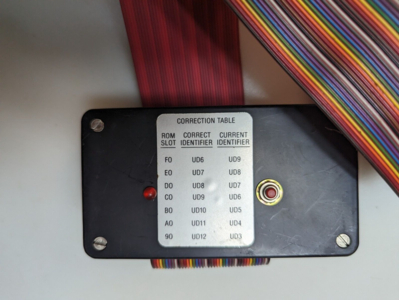 CORRECTION TABLE
ROM CORRECT CURRENT
SLOT IDENTIFIER IDENTIFIER
F0 UD6 UD9
E0 UD7 UD8
D0 UD8 UD7
C0 UD9 UD6
B0 UD10 UD5
A0 UD11 UD4
90 UD12 UD3